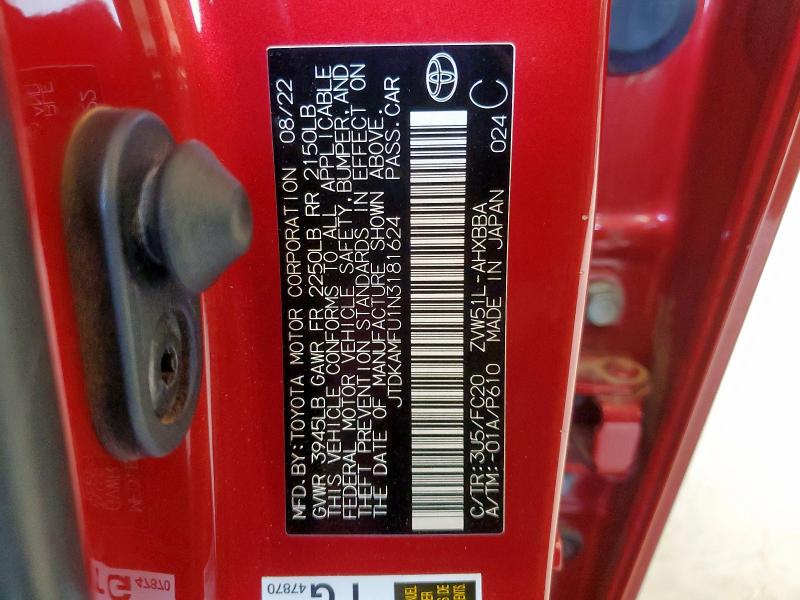 MFD.BY:TOYOTA MOTOR CORPORATION 08/22
GVWR 3945LB GAWR FR 2250LB RR 2150LB
THIS VEHICLE CONFORMS TO ALL APPLICABLE
FEDERAL MOTOR VEHICLE SAFETY,BUMPER,AND
THEFT PREVENTION STANDARDS IN EFFECT ON
THE DATE OF MANUFACTURE SHOWN ABOVE.
JTDKAMFU1N3181624 PASS.CAR
C/TR:3U5/FC20 ZVW51L-AHXBBA
A/TM:-01A/P610 MADE IN JAPAN 024
C
47870
47870